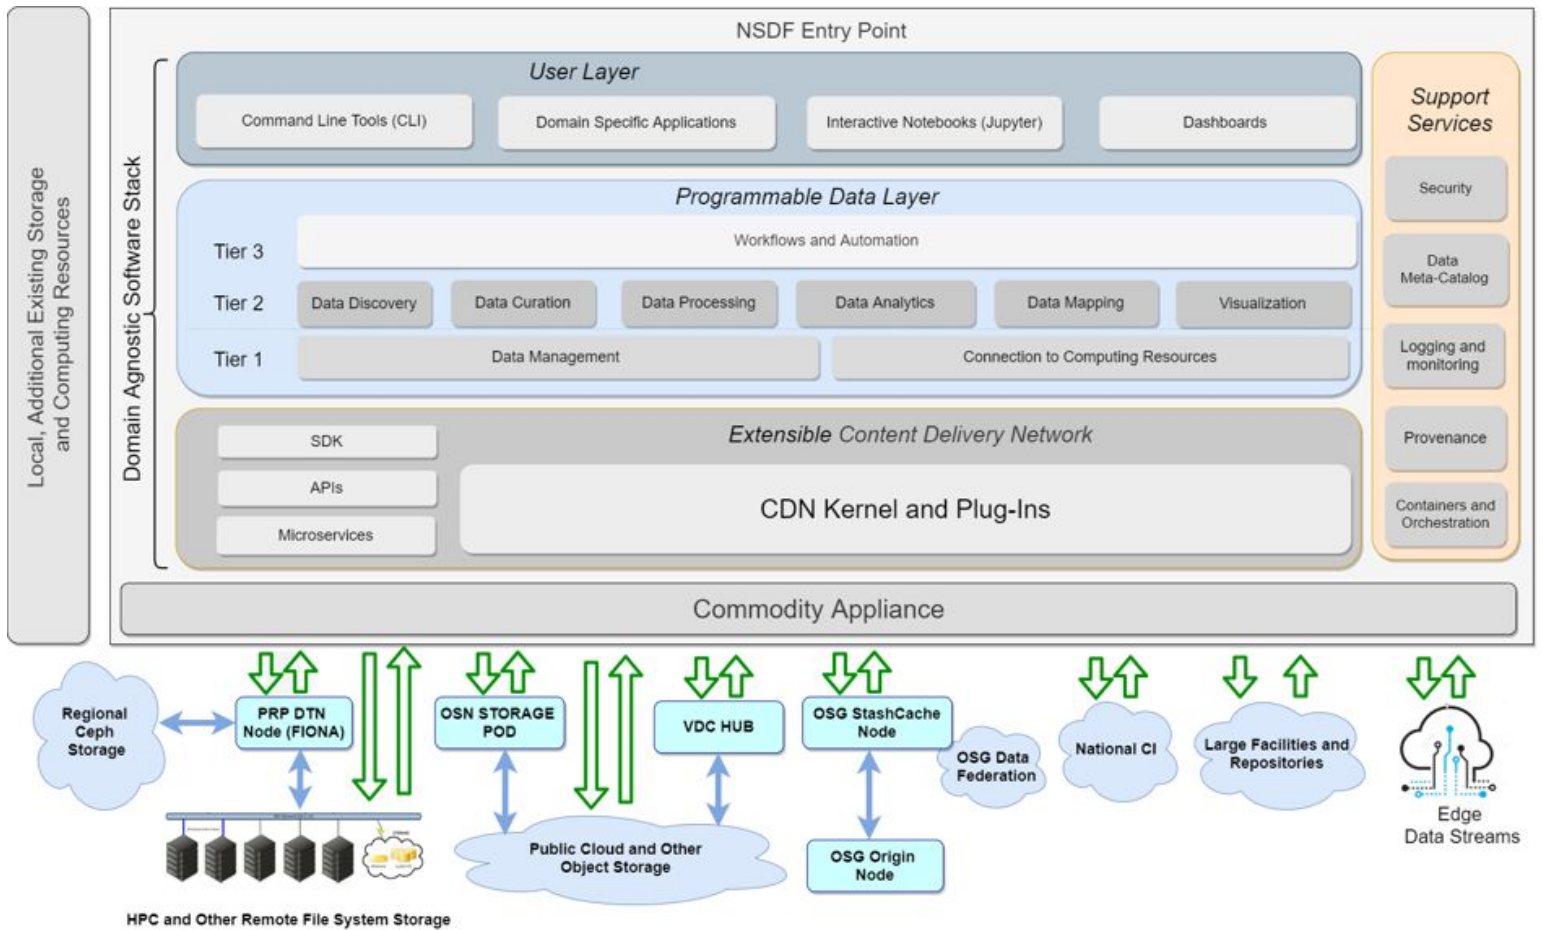 NSDF Entry Point
Local, Additional Existing Storage
and Computing Resources
Domain Agnostic Software Stack
User Layer
Command Line Tools (CLI)
Domain Specific Applications
Interactive Notebooks (Jupyter)
Dashboards
Programmable Data Layer
Tier 3
Workflows and Automation
Tier 2
Data Discovery
Data Curation
Data Processing
Data Analytics
Data Mapping
Visualization
Tier 1
Data Management
Connection to Computing Resources
Extensible Content Delivery Network
SDK
APIs
Microservices
CDN Kernel and Plug-Ins
Support
Services
Security
Data
Meta-Catalog
Logging and
monitoring
Provenance
Containers and
Orchestration
Commodity Appliance
Regional
Ceph
Storage
PRP DTN
Node (FIONA)
OSN STORAGE
POD
VDC HUB
OSG StashCache
Node
OSG Data
Federation
National CI
Large Facilities and
Repositories
Edge
Data Streams
Public Cloud and Other
Object Storage
OSG Origin
Node
HPC and Other Remote File System Storage